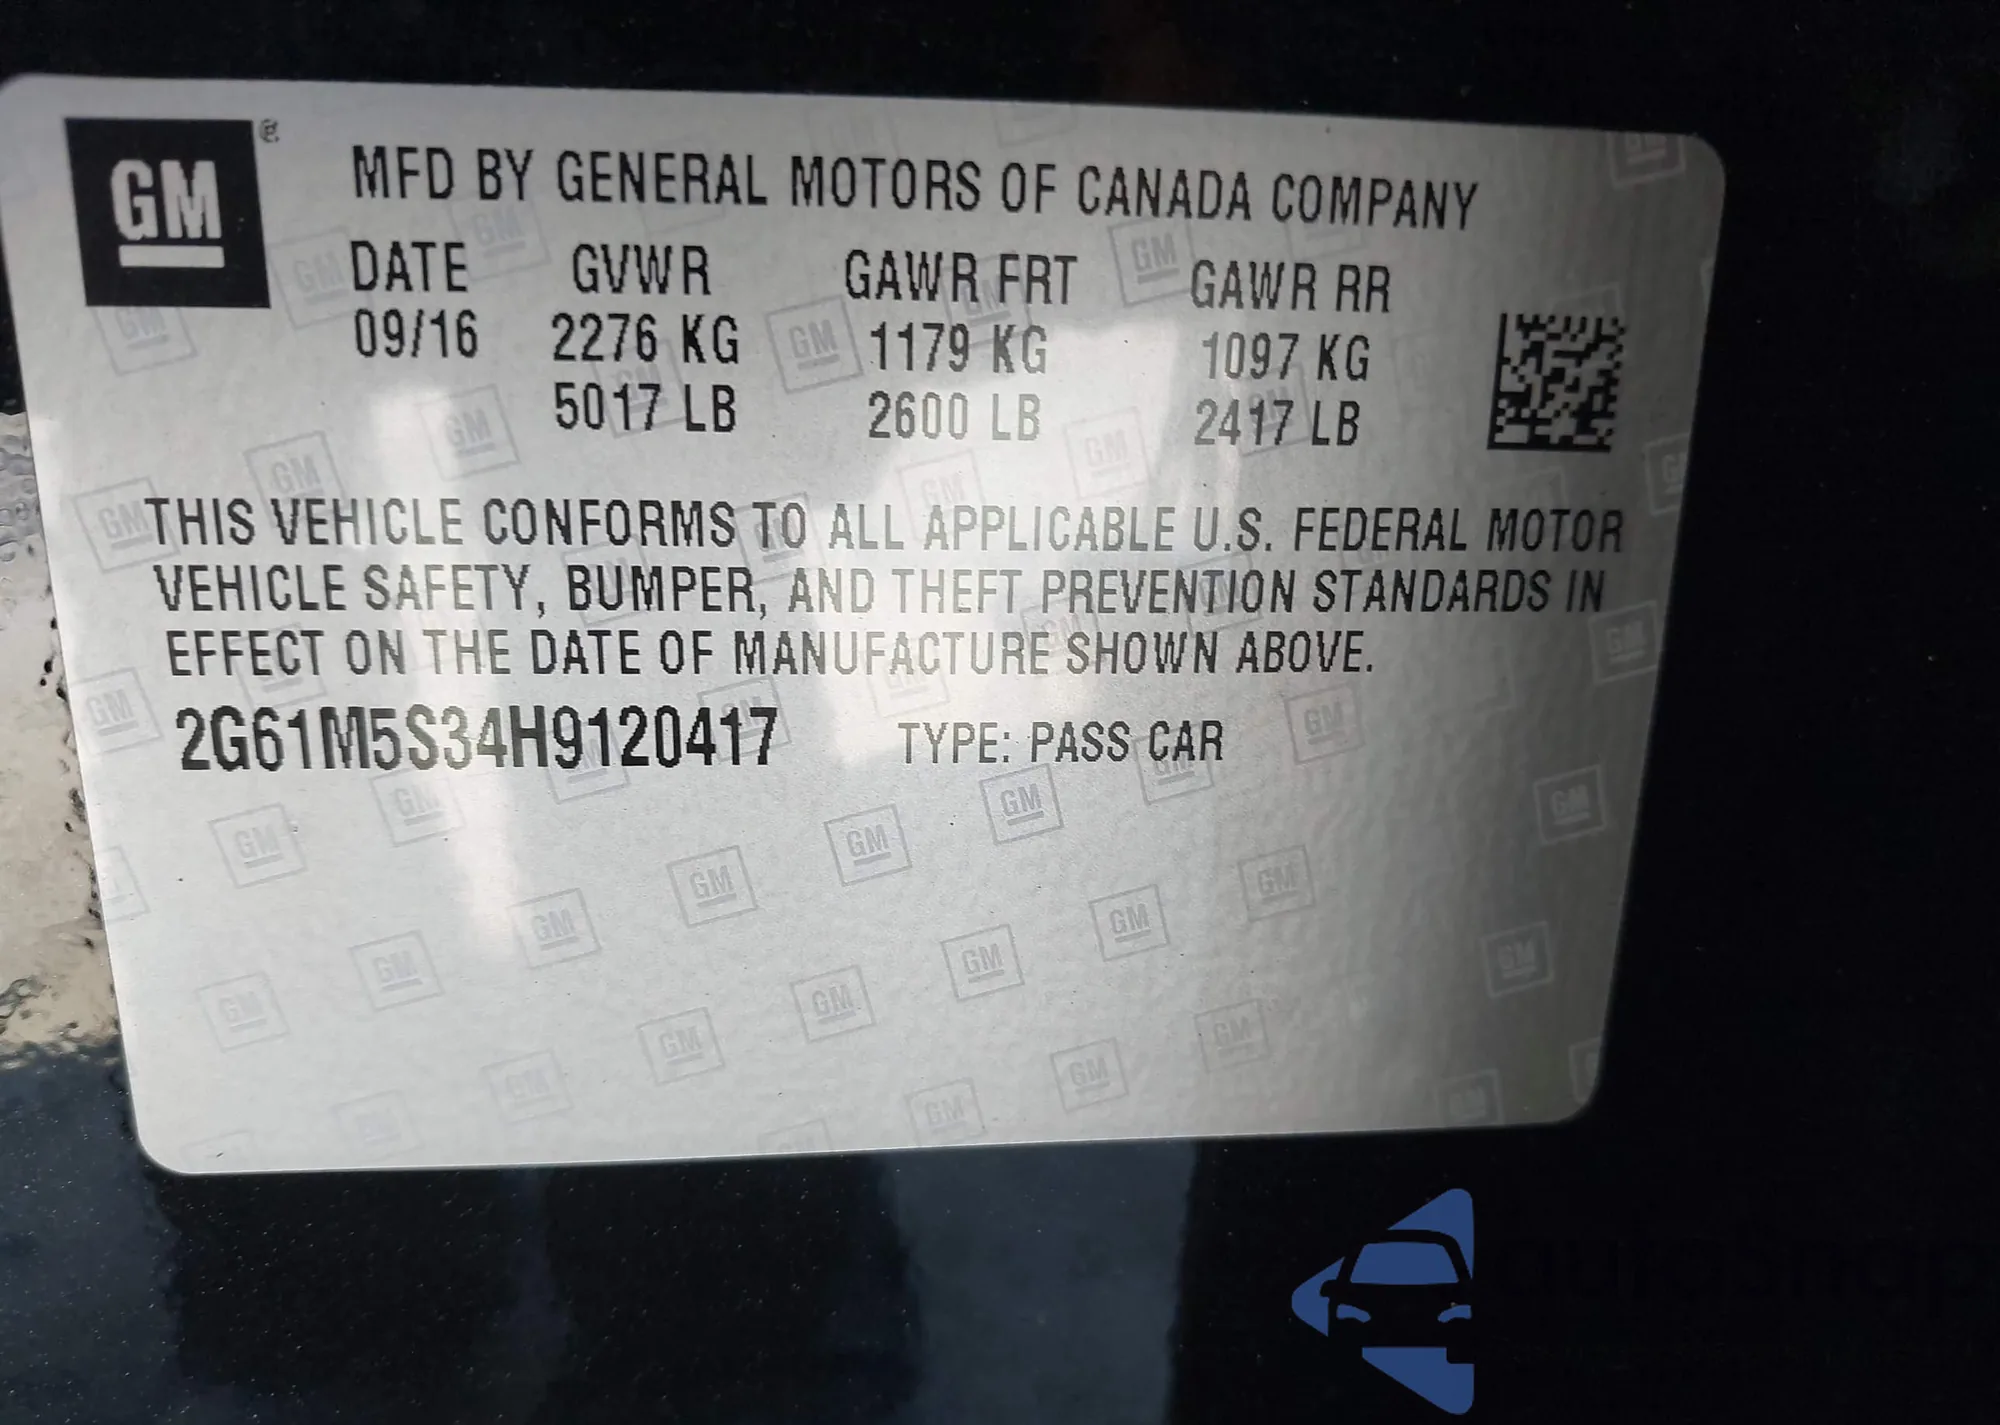 GM
MFD BY GENERAL MOTORS OF CANADA COMPANY
DATE GVWR GAWR FRT GAWR RR
09/16 2276 KG 1179 KG 1097 KG
5017 LB 2600 LB 2417 LB
THIS VEHICLE CONFORMS TO ALL APPLICABLE U.S. FEDERAL MOTOR
VEHICLE SAFETY, BUMPER, AND THEFT PREVENTION STANDARDS IN
EFFECT ON THE DATE OF MANUFACTURE SHOWN ABOVE.
2G61M5S34H9120417 TYPE: PASS CAR